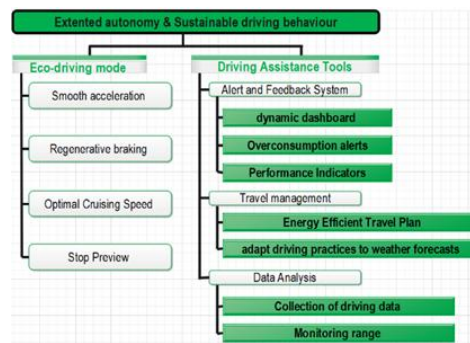 Extented autonomy & Sustainable driving behaviour
Eco-driving mode
Smooth acceleration
Regenerative braking
Optimal Cruising Speed
Stop Preview
Driving Assistance Tools
Alert and Feedback System
dynamic dashboard
Overconsumption alerts
Performance Indicators
Travel management
Energy Efficient Travel Plan
adapt driving practices to weather forecasts
Data Analysis
Collection of driving data
Monitoring range